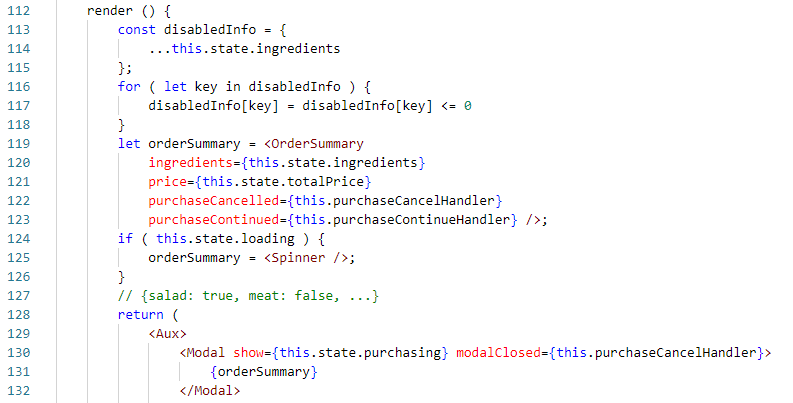 112 render () {
113 const disabledInfo = {
114 ...this.state.ingredients
115 };
116 for ( let key in disabledInfo ) {
117 disabledInfo[key] = disabledInfo[key] <= 0
118 }
119 let orderSummary = <OrderSummary
120 ingredients={this.state.ingredients}
121 price={this.state.totalPrice}
122 purchaseCancelled={this.purchaseCancelHandler}
123 purchaseContinued={this.purchaseContinueHandler} />;
124 if ( this.state.loading ) {
125 orderSummary = <Spinner />;
126 }
127 // {salad: true, meat: false, ...}
128 return (
129 <Aux>
130 <Modal show={this.state.purchasing} modalClosed={this.purchaseCancelHandler}>
131 {orderSummary}
132 </Modal>